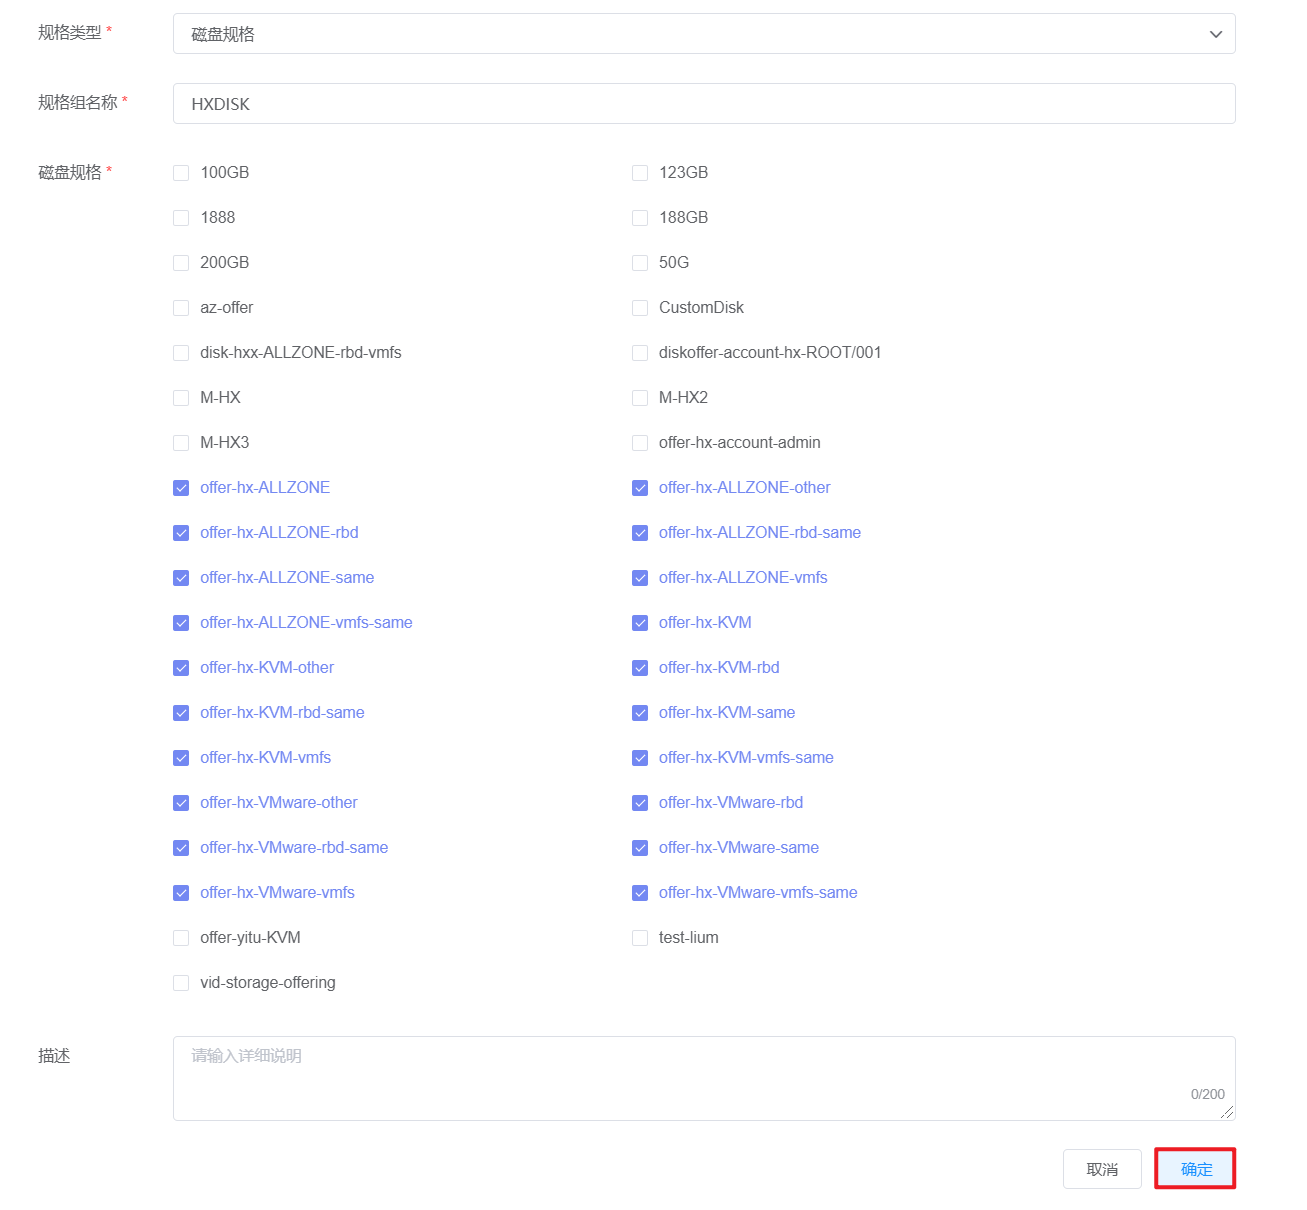 规格类型 *
磁盘规格
规格组名称 *
HXDISK
磁盘规格 *
100GB
123GB
1888
188GB
200GB
50G
az-offer
CustomDisk
disk-hxx-ALLZONE-rbd-vmfs
diskoffer-account-hx-ROOT/001
M-HX
M-HX2
M-HX3
offer-hx-account-admin
offer-hx-ALLZONE
offer-hx-ALLZONE-other
offer-hx-ALLZONE-rbd
offer-hx-ALLZONE-rbd-same
offer-hx-ALLZONE-same
offer-hx-ALLZONE-vmfs
offer-hx-ALLZONE-vmfs-same
offer-hx-KVM
offer-hx-KVM-other
offer-hx-KVM-rbd
offer-hx-KVM-rbd-same
offer-hx-KVM-same
offer-hx-KVM-vmfs
offer-hx-KVM-vmfs-same
offer-hx-VMware-other
offer-hx-VMware-rbd
offer-hx-VMware-rbd-same
offer-hx-VMware-same
offer-hx-VMware-vmfs
offer-hx-VMware-vmfs-same
offer-yitu-KVM
test-lium
vid-storage-offering
描述
请输入详细说明
0/200
取消
确定